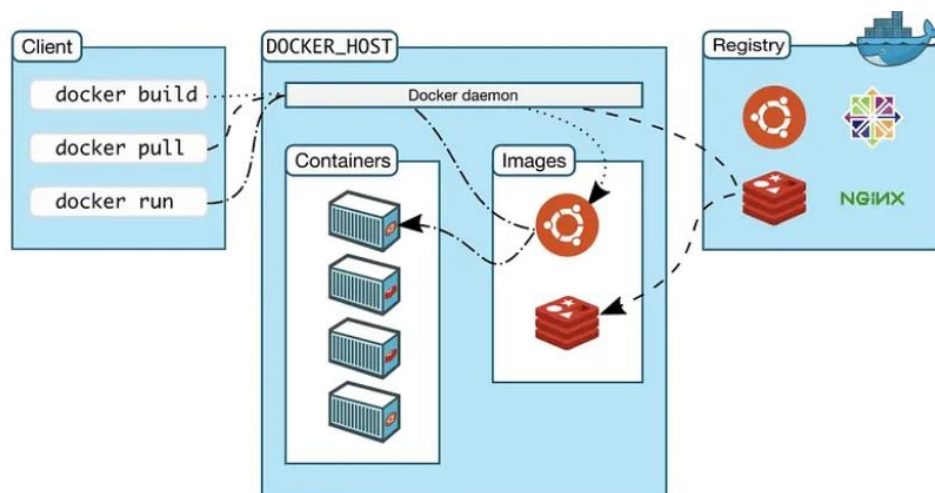 Client
docker build
docker pull
docker run
DOCKER_HOST
Docker daemon
Containers
Images
Registry
NGINX